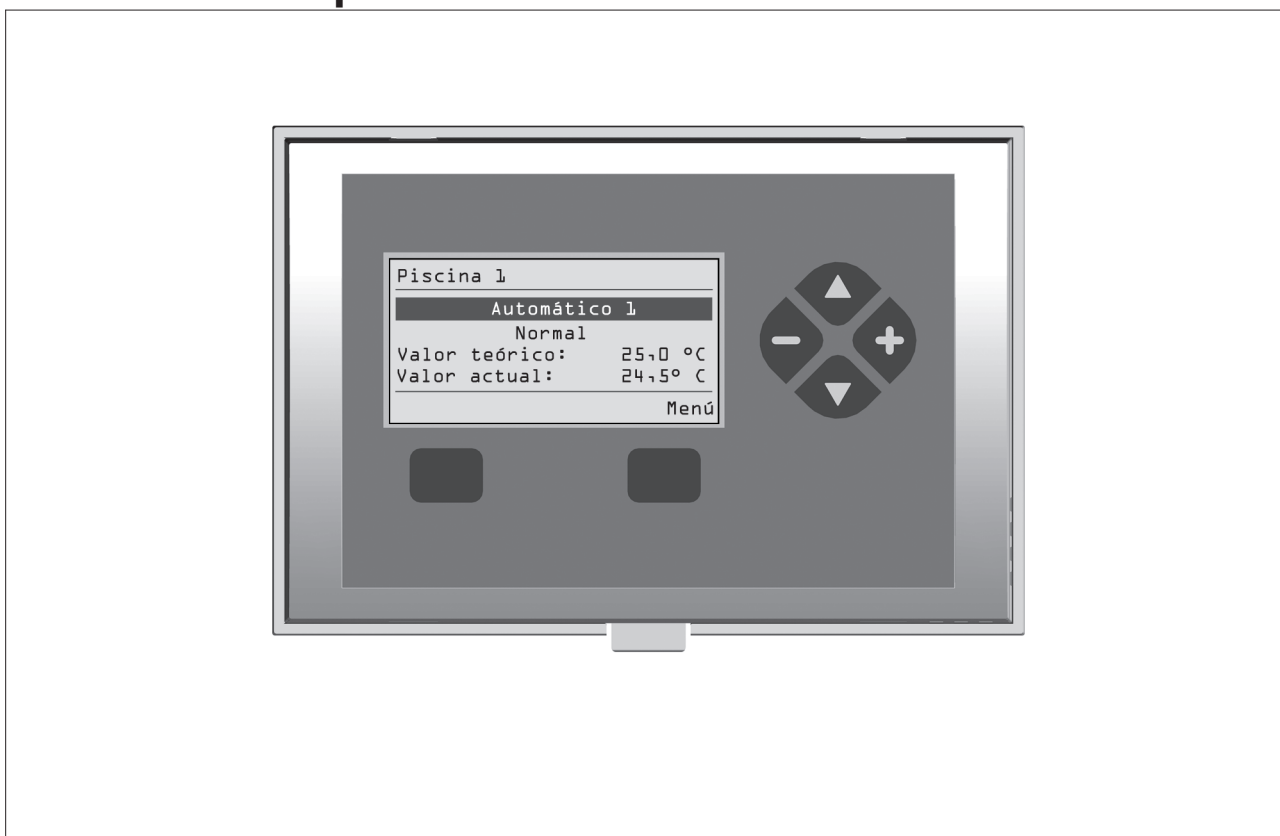 Piscina 1
Automático 1
Normal
Valor teórico: 25,0 °C
Valor actual: 24,5° C
Menú